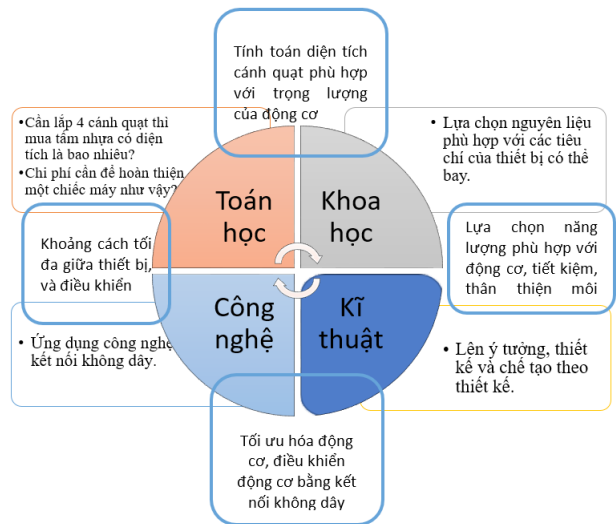 Tính toán diện tích
cánh quạt phù hợp
với trọng lượng
của động cơ
•Cần lắp 4 cánh quạt thì
mua tấm nhựa có diện
tích là bao nhiêu?
•Chi phí cần để hoàn thiện
một chiếc máy như vậy?
• Lựa chọn nguyên liệu
phù hợp với các tiêu
chí của thiết bị có thể
bay.
Toán
học
Khoa
học
Khoảng cách tối
đa giữa thiết bị,
và điều khiển
Lựa chọn năng
lượng phù hợp với
động cơ, tiết kiệm,
thân thiện môi
Công
nghệ
Kĩ
thuật
• Ứng dụng công nghệ
kết nối không dây.
• Lên ý tưởng, thiết
kế và chế tạo theo
thiết kế.
Tối ưu hóa động
cơ, điều khiển
động cơ bằng kết
nối không dây